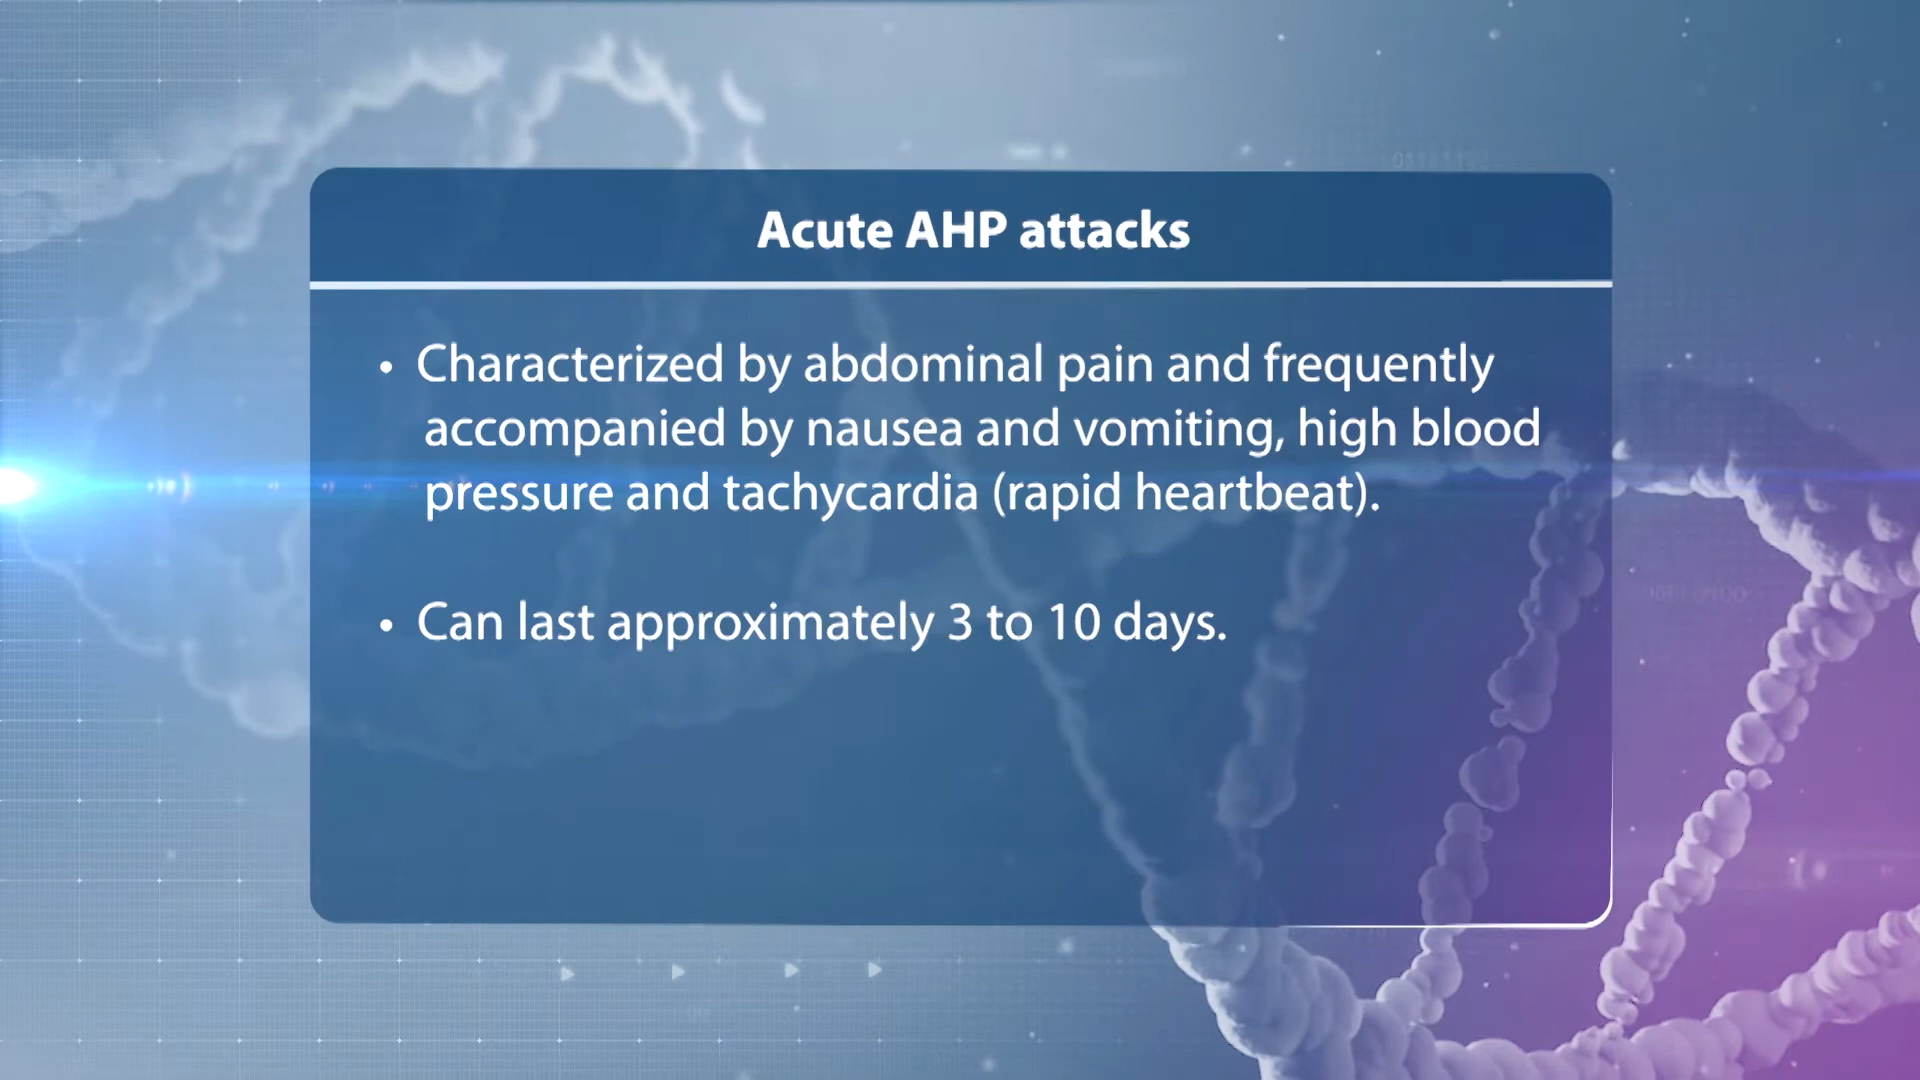 Acute AHP attacks
• Characterized by abdominal pain and frequently
accompanied by nausea and vomiting, high blood
pressure and tachycardia (rapid heartbeat).
• Can last approximately 3 to 10 days.